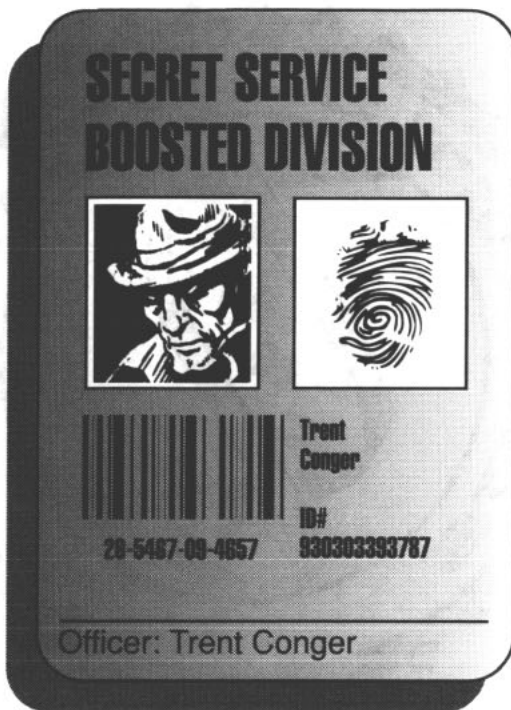 SECRET SERVICE
BOOSTED DIVISION
Trent
Conger
ID#
28-5467-09-4657
930303393787
Officer: Trent Conger